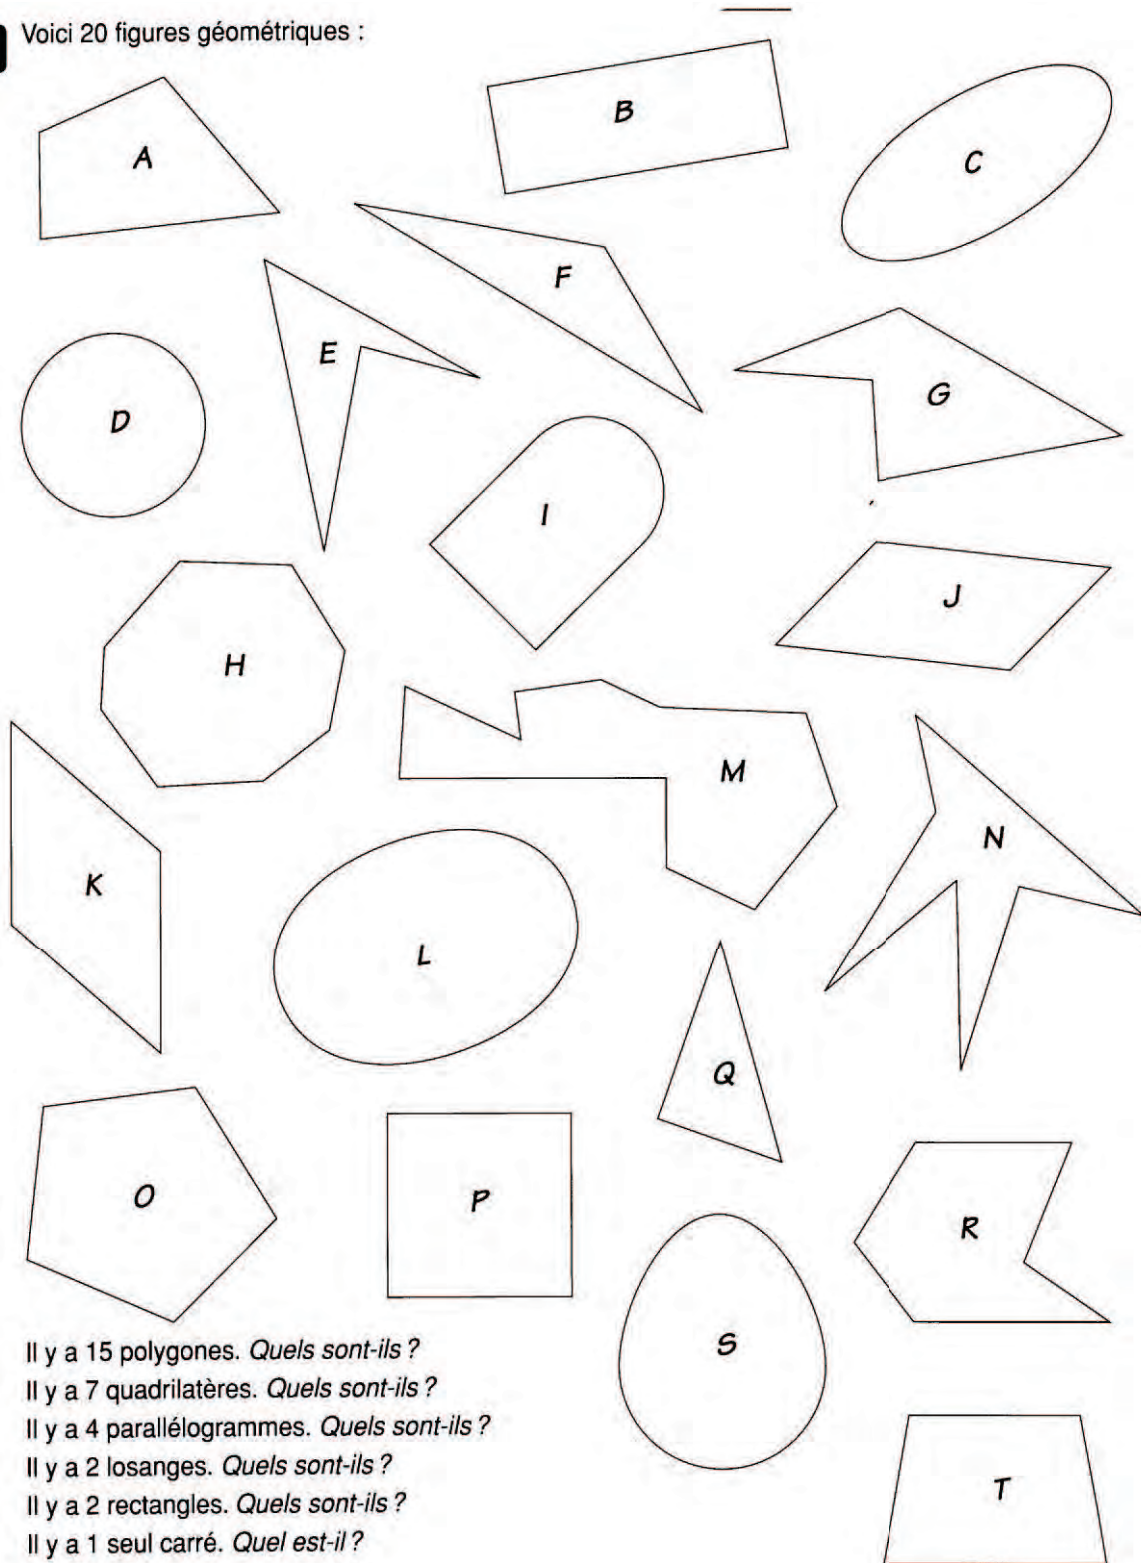 Voici 20 figures géométriques :
A
B
C
F
E
D
G
I
J
H
M
N
K
L
Q
O
P
R
S
T
Il y a 15 polygones. Quels sont-ils ?
Il y a 7 quadrilatères. Quels sont-ils ?
Il y a 4 parallélogrammes. Quels sont-ils ?
Il y a 2 losanges. Quels sont-ils ?
Il y a 2 rectangles. Quels sont-ils ?
Il y a 1 seul carré. Quel est-il ?